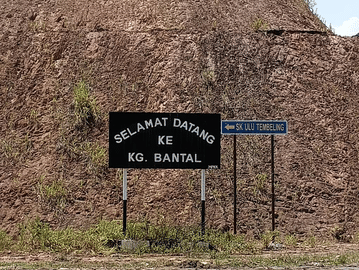 SELAMAT DATANG
KE
KG. BANTAL
SK ULU TEMBELING